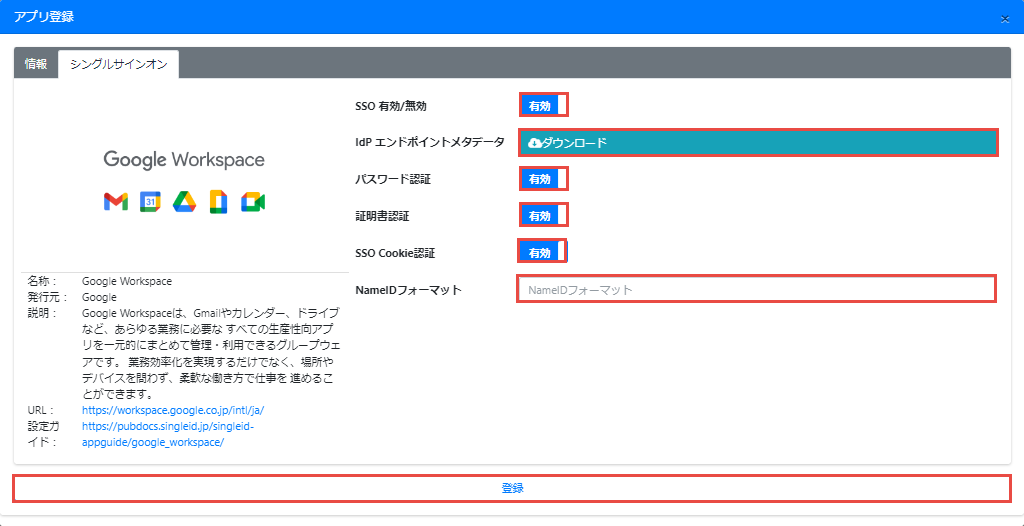 アプリ登録
×
情報
シングルサインオン
SSO 有効/無効
有効
IdP エンドポイントメタデータ
ダウンロード
パスワード認証
有効
証明書認証
有効
SSO Cookie認証
有効
NameIDフォーマット
NameIDフォーマット
Google Workspace
31
名称： Google Workspace
発行元： Google
説明： Google Workspaceは、Gmailやカレンダー、ドライブ
など、あらゆる業務に必要な すべての生産性向アプ
リを一元的にまとめて管理・利用できるグループウェ
アです。 業務効率化を実現するだけでなく、場所や
デバイスを問わず、柔軟な働き方で仕事を 進めるこ
とができます。
URL： https://workspace.google.co.jp/intl/ja/
設定ガ https://pubdocs.singleid.jp/singleid-
イド： appguide/google_workspace/
登録